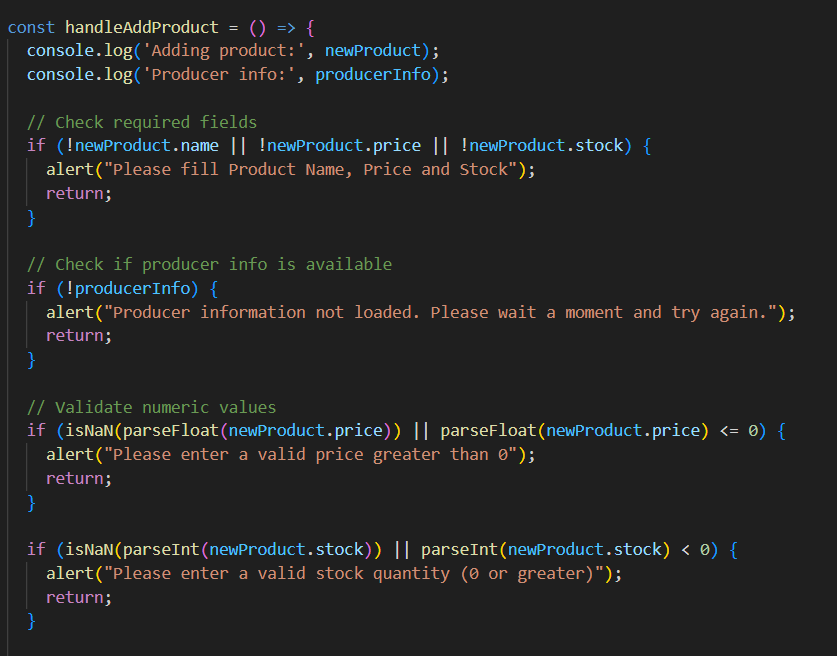 const handleAddProduct = () => {
  console.log('Adding product:', newProduct);
  console.log('Producer info:', producerInfo);

  // Check required fields
  if (!newProduct.name || !newProduct.price || !newProduct.stock) {
    alert("Please fill Product Name, Price and Stock");
    return;
  }

  // Check if producer info is available
  if (!producerInfo) {
    alert("Producer information not loaded. Please wait a moment and try again.");
    return;
  }

  // Validate numeric values
  if (isNaN(parseFloat(newProduct.price)) || parseFloat(newProduct.price) <= 0) {
    alert("Please enter a valid price greater than 0");
    return;
  }

  if (isNaN(parseInt(newProduct.stock)) || parseInt(newProduct.stock) < 0) {
    alert("Please enter a valid stock quantity (0 or greater)");
    return;
  }